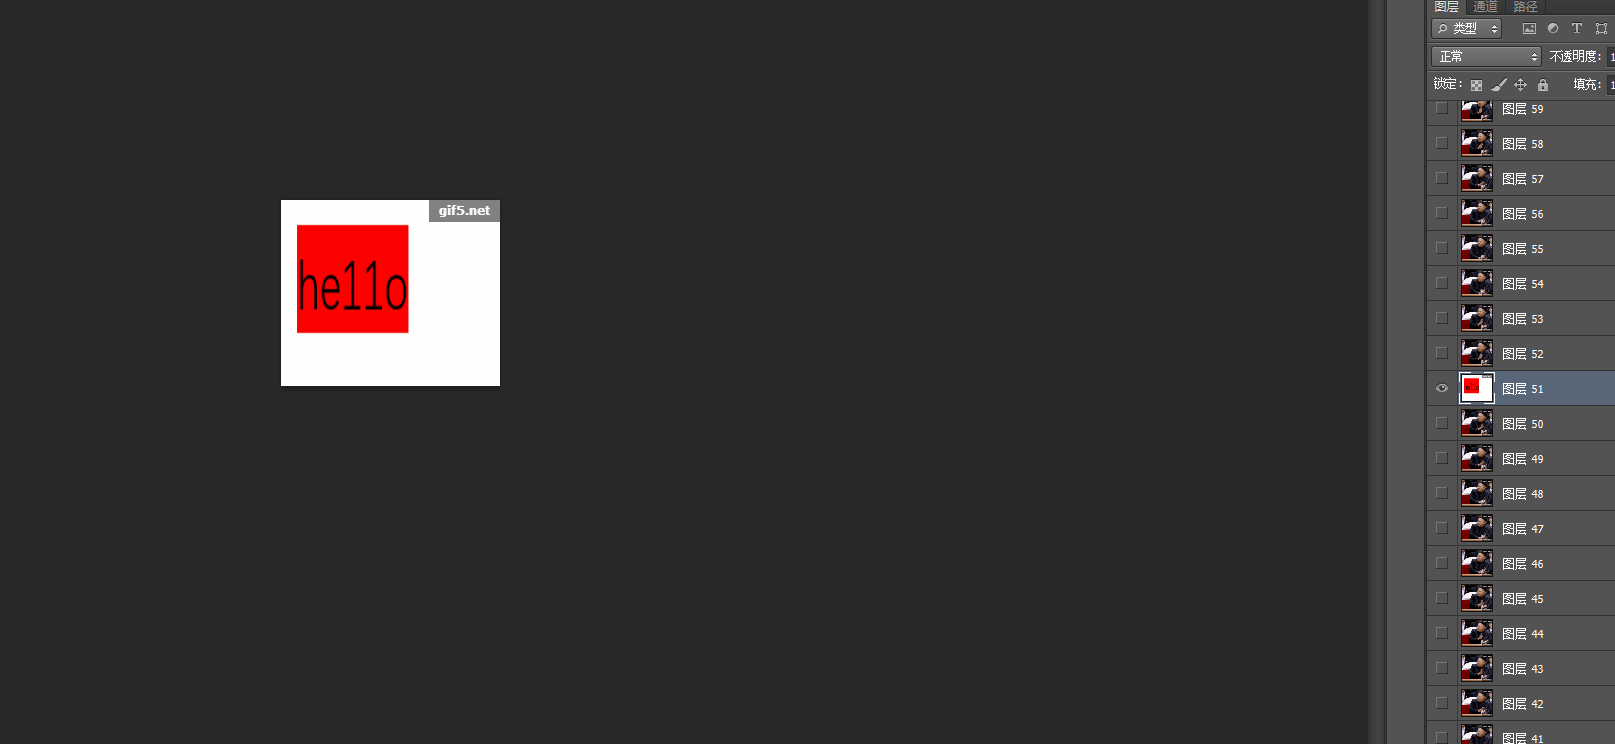 图层 通道 路径
类型 T
正常 不透明度: 1
锁定: 填充: 1
图层 59
图层 58
图层 57
图层 56
图层 55
图层 54
图层 53
图层 52
图层 51
图层 50
图层 49
图层 48
图层 47
图层 46
图层 45
图层 44
图层 43
图层 42
图层 41
gif5.net
he11o